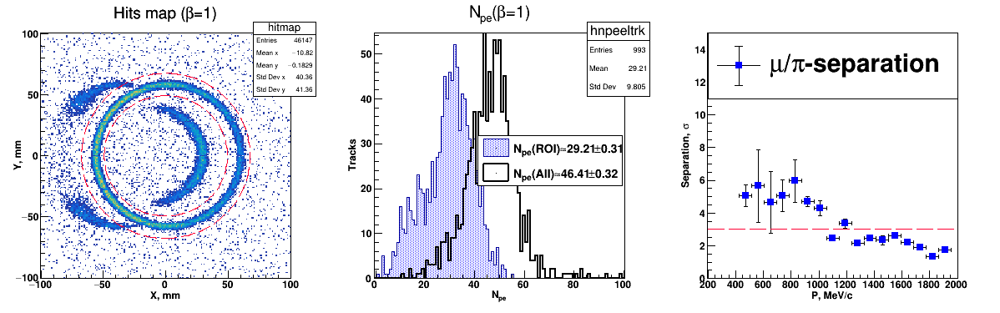 Hits map (β=1)
hitmap
Entries 46147
Mean x −10.82
Mean y −0.1829
Std Dev x 40.36
Std Dev y 41.36
Y, mm
100
50
0
−50
−100
−100 −50 0 50 100
X, mm
Npe(β=1)
hnpeeltrk
Entries 993
Mean 29.21
Std Dev 9.805
Npe(ROI)≈29.21±0.31
Npe(All)≈46.41±0.32
Tracks
50
40
30
20
10
0
0 20 40 60 80 100
Npe
μ/π-separation
Separation, σ
14
12
10
8
6
4
2
0
200 400 600 800 1000 1200 1400 1600 1800 2000
P, MeV/c